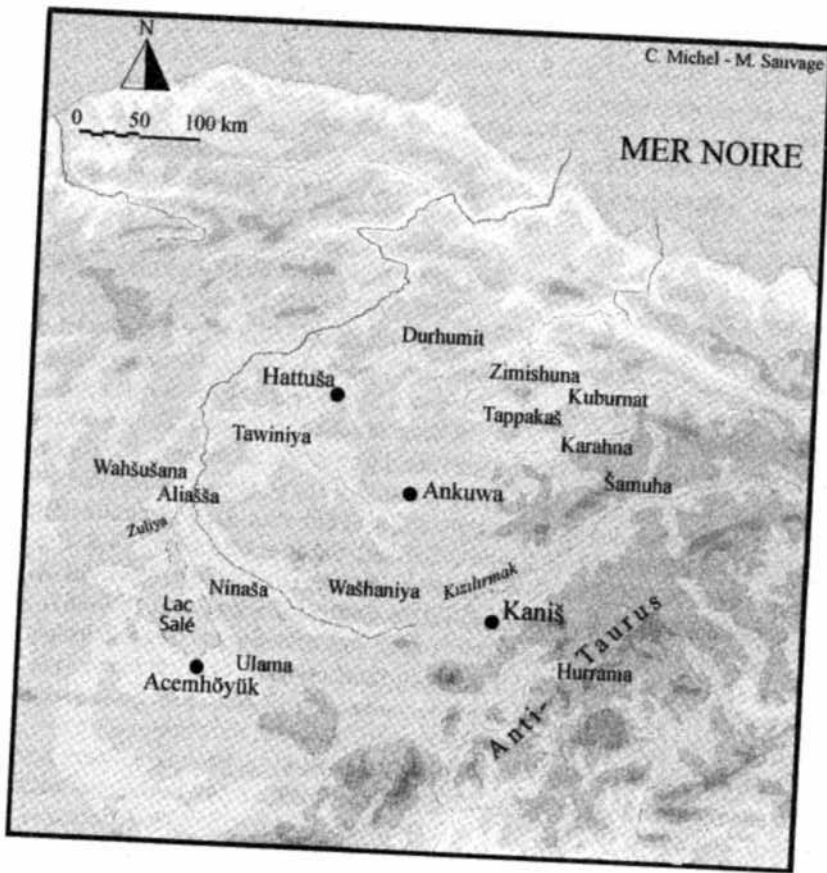 N
C. Michel - M. Sauvage
0 50 100 km
MER NOIRE
Durhumit
Zimishuna
Hattuša
Kuburnat
Tappakaš
Tawiniya
Karahna
Wahšušana
Šamuha
Aliašša
Ankuwa
Zuliya
Ninaša
Wašhaniya
Kızılırmak
Lac
Salé
Kaniš
Ulama
Acemhöyük
Hurrama
Anti-Taurus